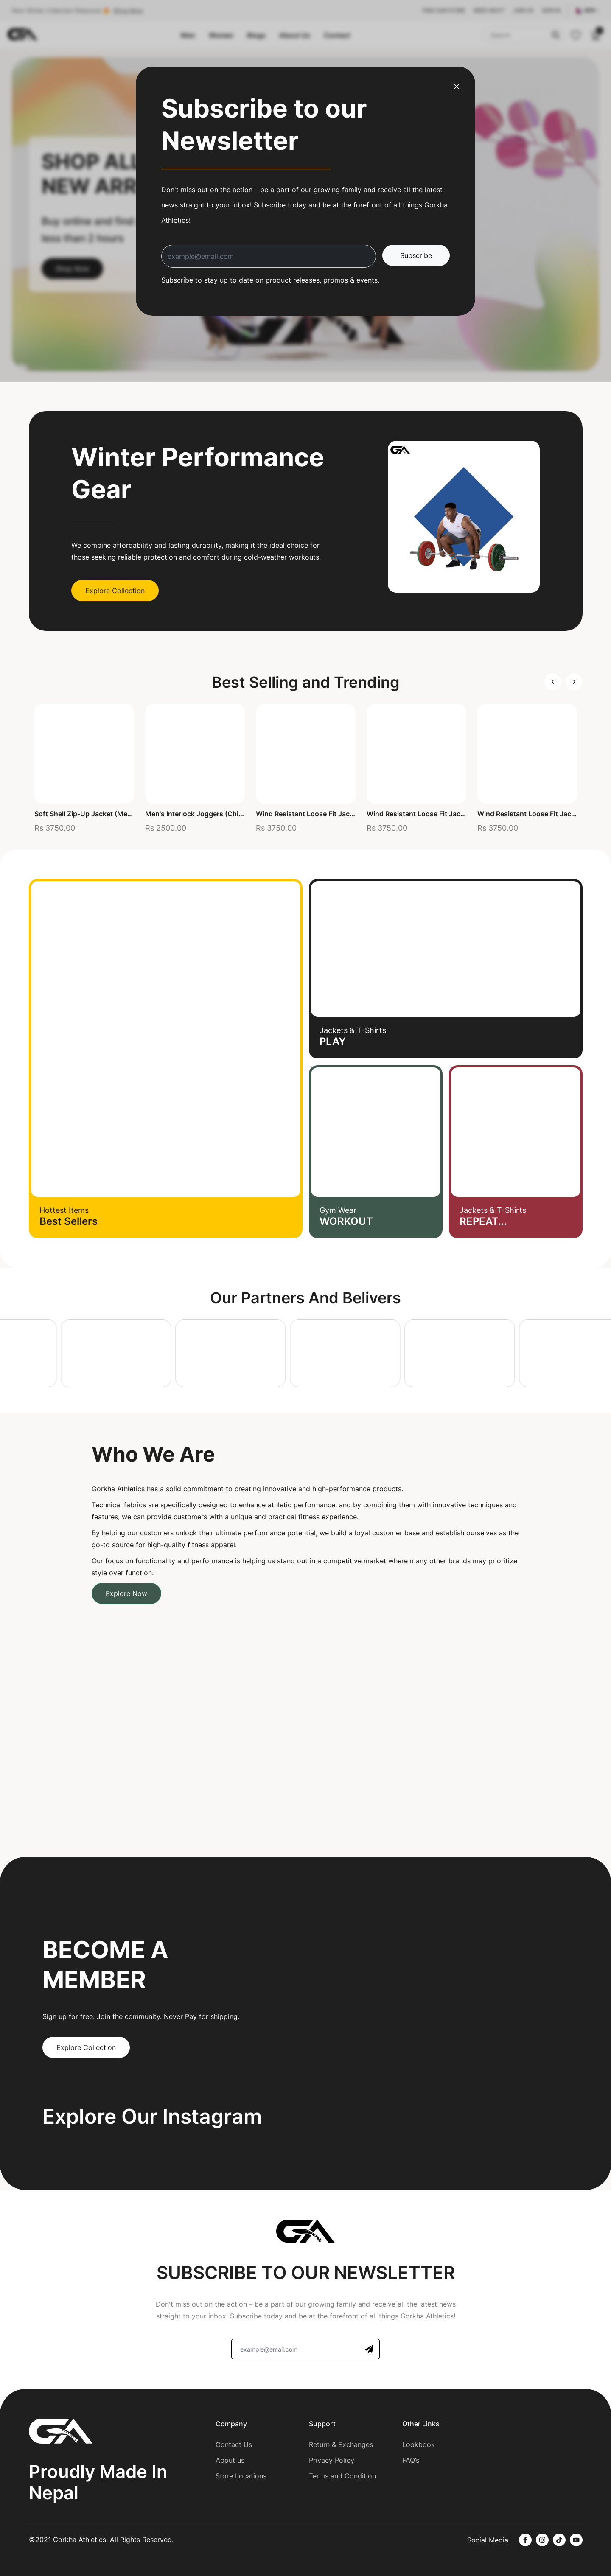 Men Women Blogs About Us Contact
Search
SHOP ALL
NEW ARR
Buy online and find
less than 2 hours
Shop Now
Subscribe to our
Newsletter
Don't miss out on the action – be a part of our growing family and receive all the latest
news straight to your inbox! Subscribe today and be at the forefront of all things Gorkha
Athletics!
example@email.com
Subscribe
Subscribe to stay up to date on product releases, promos & events.
Winter Performance
Gear
We combine affordability and lasting durability, making it the ideal choice for
those seeking reliable protection and comfort during cold-weather workouts.
Explore Collection
GA
Best Selling and Trending
Soft Shell Zip-Up Jacket (Me...
Rs 3750.00
Men's Interlock Joggers (Chi...
Rs 2500.00
Wind Resistant Loose Fit Jac...
Rs 3750.00
Wind Resistant Loose Fit Jac...
Rs 3750.00
Wind Resistant Loose Fit Jac...
Rs 3750.00
Hottest Items
Best Sellers
Jackets & T-Shirts
PLAY
Gym Wear
WORKOUT
Jackets & T-Shirts
REPEAT...
Our Partners And Belivers
Who We Are
Gorkha Athletics has a solid commitment to creating innovative and high-performance products.
Technical fabrics are specifically designed to enhance athletic performance, and by combining them with innovative techniques and
features, we can provide customers with a unique and practical fitness experience.
By helping our customers unlock their ultimate performance potential, we build a loyal customer base and establish ourselves as the
go-to source for high-quality fitness apparel.
Our focus on functionality and performance is helping us stand out in a competitive market where many other brands may prioritize
style over function.
Explore Now
BECOME A
MEMBER
Sign up for free. Join the community. Never Pay for shipping.
Explore Collection
Explore Our Instagram
GA
SUBSCRIBE TO OUR NEWSLETTER
Don't miss out on the action – be a part of our growing family and receive all the latest news
straight to your inbox! Subscribe today and be at the forefront of all things Gorkha Athletics!
example@email.com
GA
Proudly Made In
Nepal
Company
Contact Us
About us
Store Locations
Support
Return & Exchanges
Privacy Policy
Terms and Condition
Other Links
Lookbook
FAQ's
©2021 Gorkha Athletics. All Rights Reserved.
Social Media